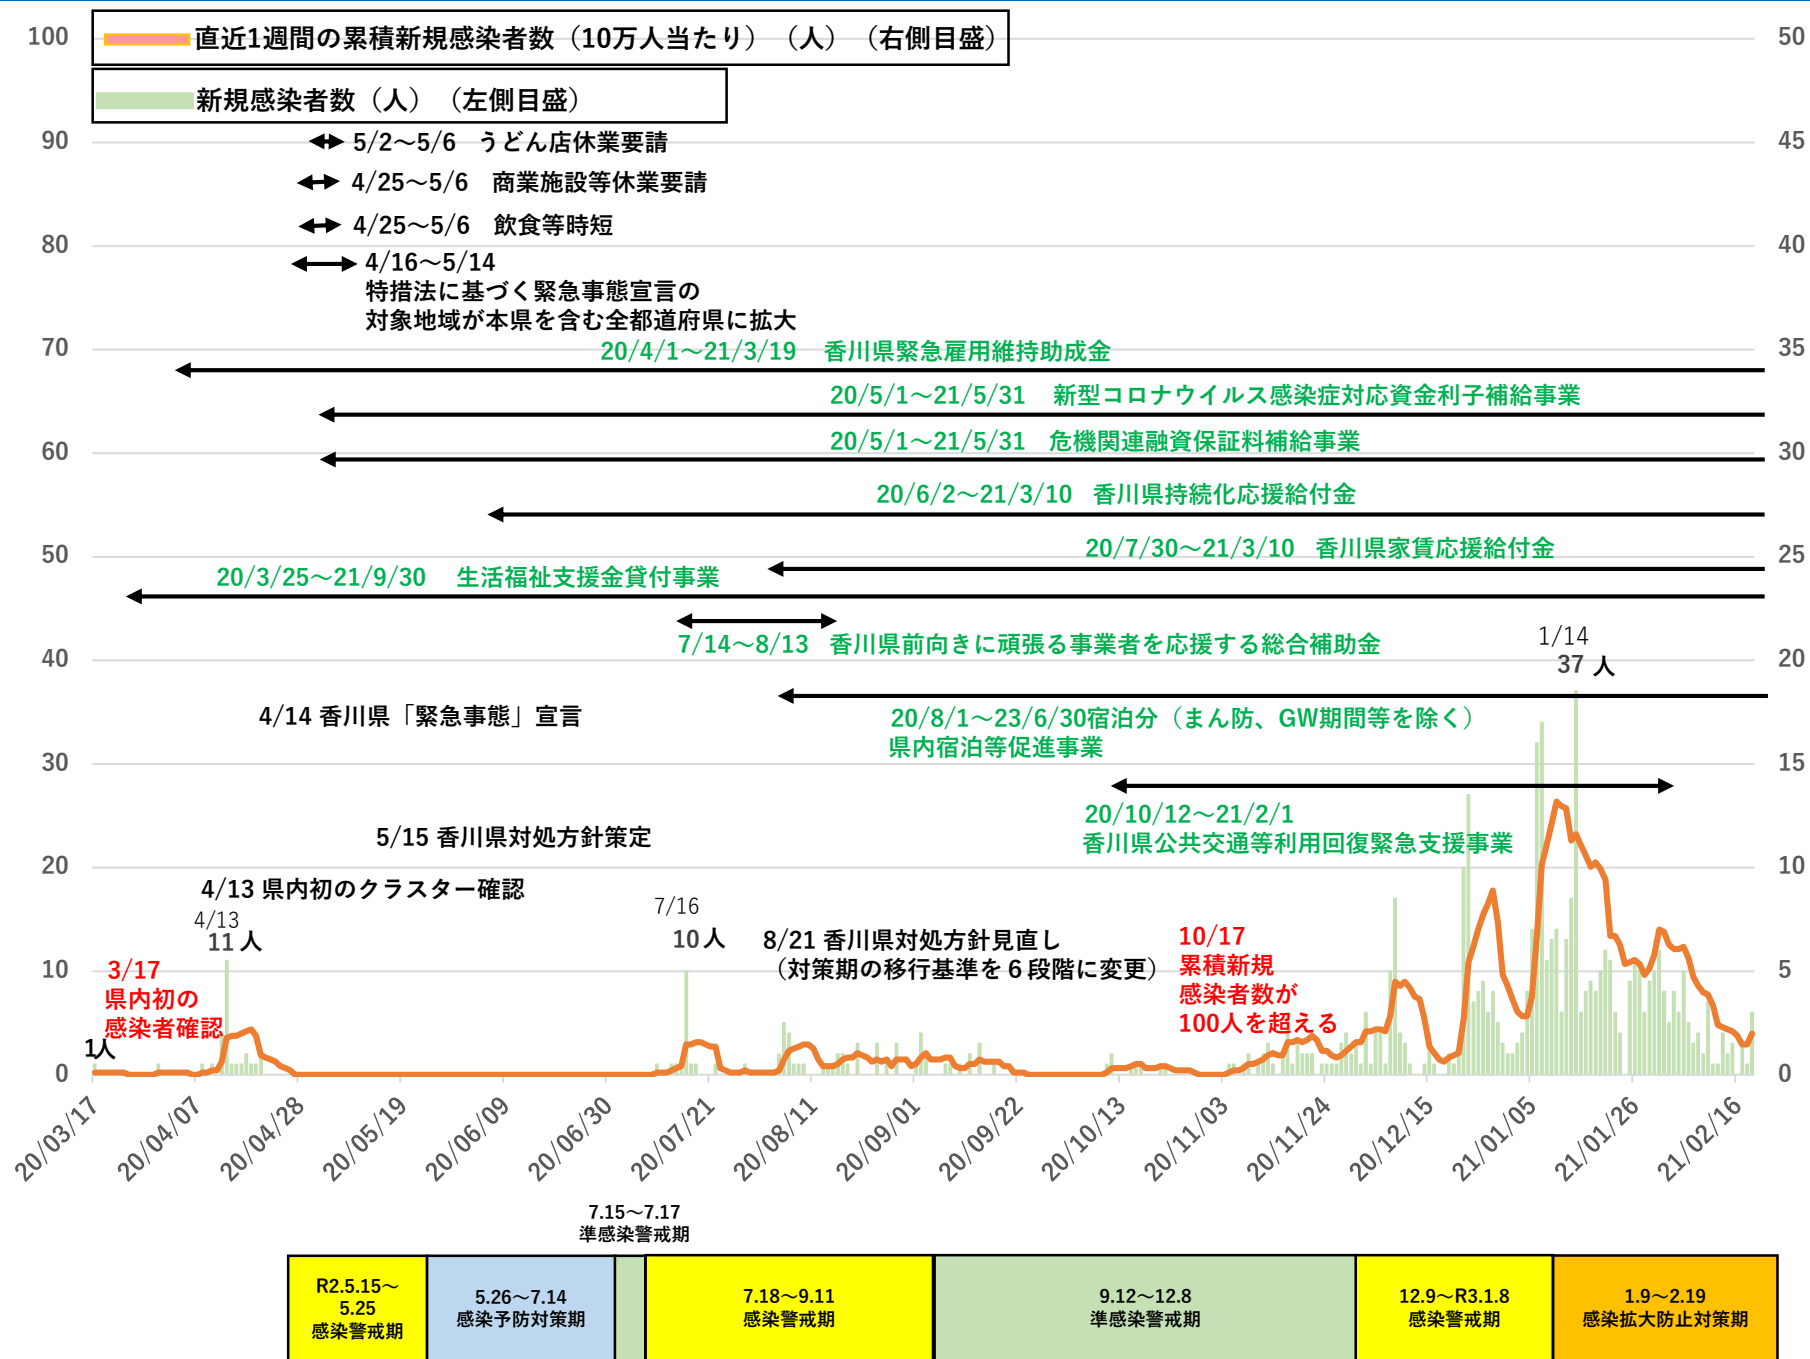 直近1週間の累積新規感染者数（10万人当たり）（人）（右側目盛）
新規感染者数（人）（左側目盛）
100
90
80
70
60
50
40
30
20
10
0
50
45
40
35
30
25
20
15
10
5
0
5/2～5/6　うどん店休業要請
4/25～5/6　商業施設等休業要請
4/25～5/6　飲食等時短
4/16～5/14
特措法に基づく緊急事態宣言の
対象地域が本県を含む全都道府県に拡大
20/4/1～21/3/19　香川県緊急雇用維持助成金
20/5/1～21/5/31　新型コロナウイルス感染症対応資金利子補給事業
20/5/1～21/5/31　危機関連融資保証料補給事業
20/6/2～21/3/10　香川県持続化応援給付金
20/7/30～21/3/10　香川県家賃応援給付金
20/3/25～21/9/30　生活福祉支援金貸付事業
7/14～8/13　香川県前向きに頑張る事業者を応援する総合補助金
1/14
37 人
4/14 香川県「緊急事態」宣言
20/8/1～23/6/30宿泊分（まん防、GW期間等を除く）
県内宿泊等促進事業
20/10/12～21/2/1
香川県公共交通等利用回復緊急支援事業
5/15 香川県対処方針策定
4/13 県内初のクラスター確認
4/13
11 人
7/16
10 人
8/21 香川県対処方針見直し
（対策期の移行基準を６段階に変更）
10/17
累積新規
感染者数が
100人を超える
3/17
県内初の
感染者確認
1人
20/03/17
20/04/07
20/04/28
20/05/19
20/06/09
20/06/30
20/07/21
20/08/11
20/09/01
20/09/22
20/10/13
20/11/03
20/11/24
20/12/15
21/01/05
21/01/26
21/02/16
7.15～7.17
準感染警戒期
R2.5.15～
5.25
感染警戒期
5.26～7.14
感染予防対策期
7.18～9.11
感染警戒期
9.12～12.8
準感染警戒期
12.9～R3.1.8
感染警戒期
1.9～2.19
感染拡大防止対策期